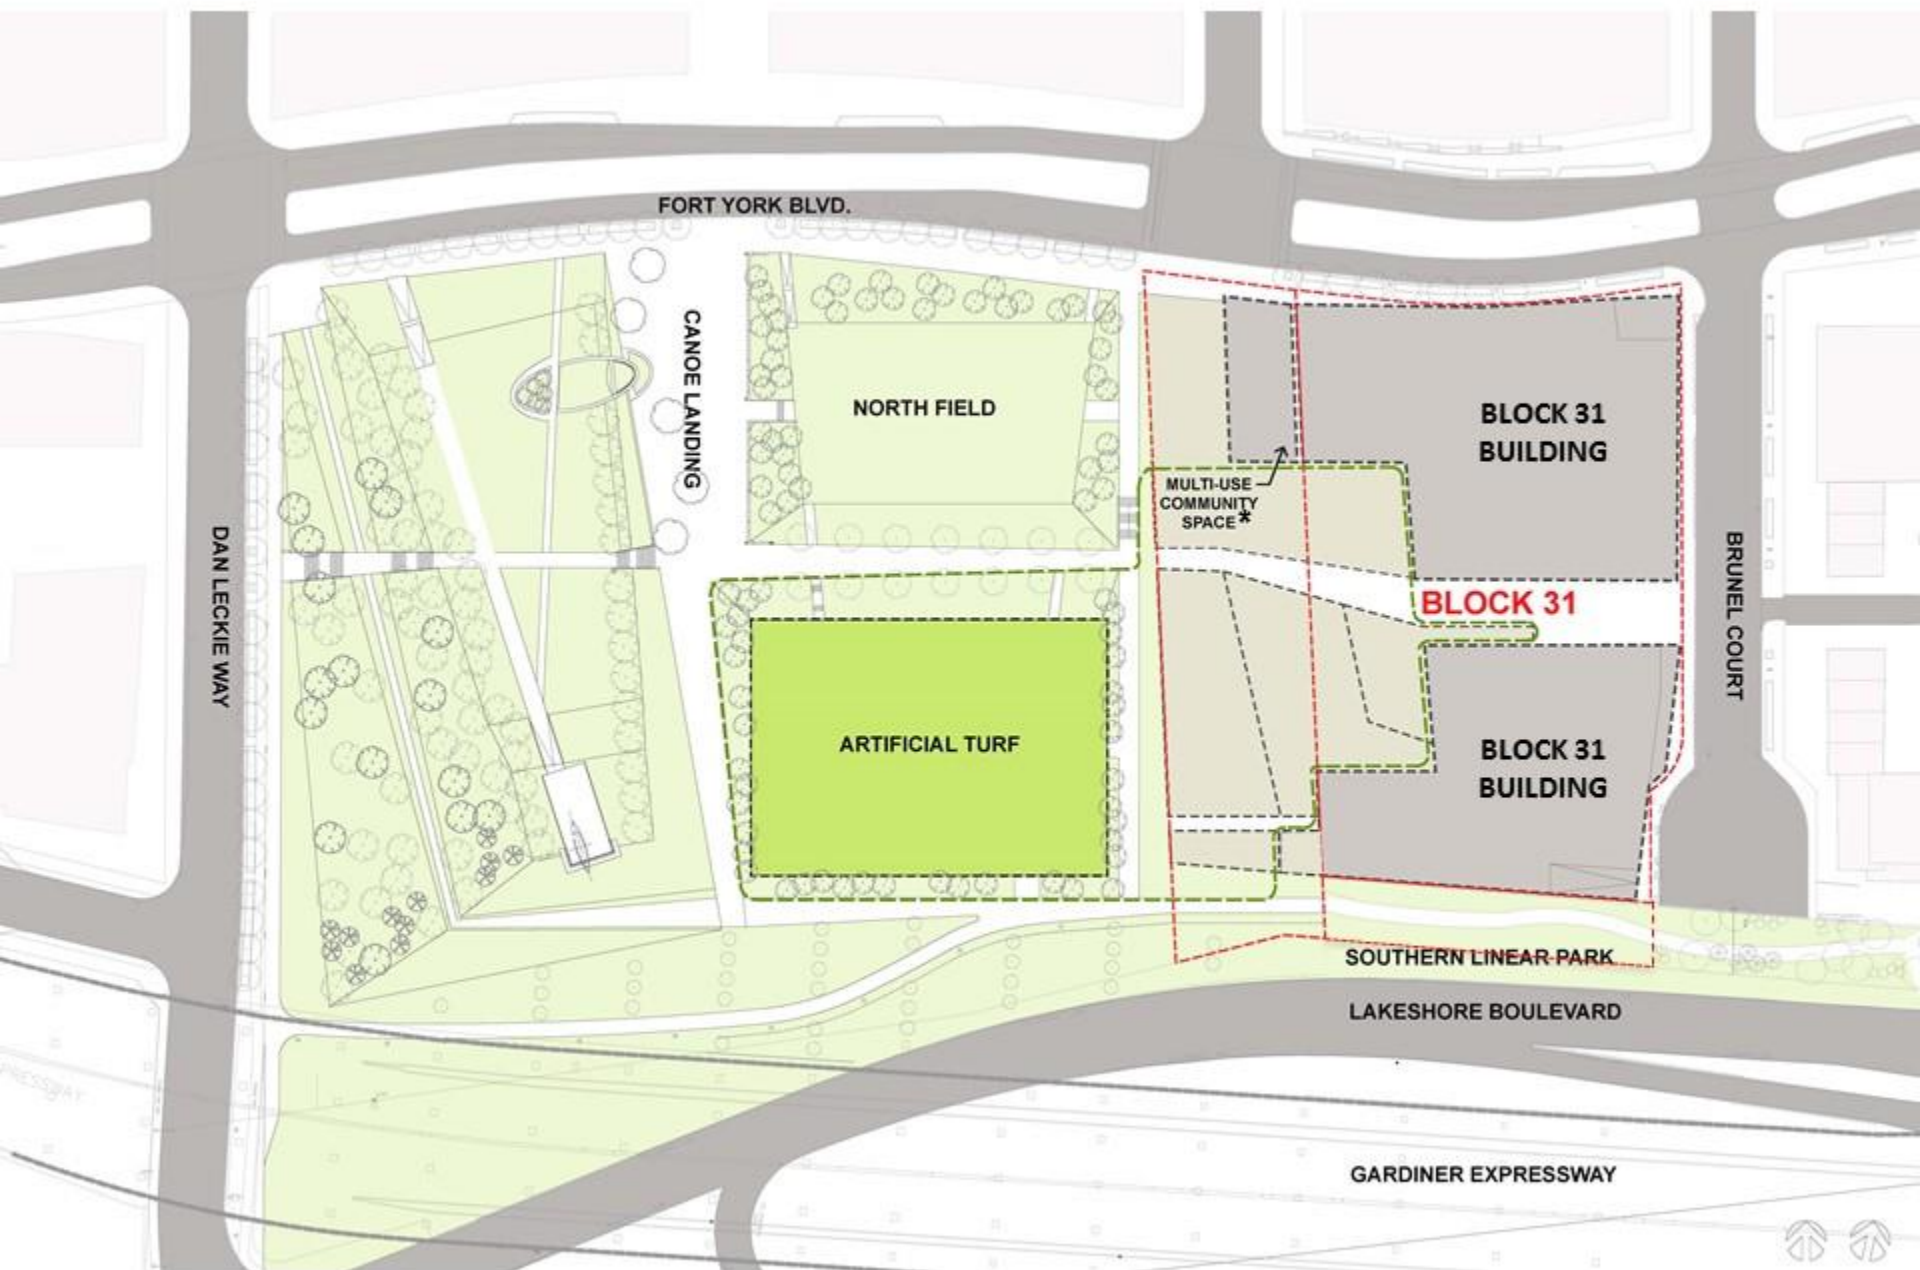 FORT YORK BLVD.
CANOE LANDING
NORTH FIELD
BLOCK 31
BUILDING
MULTI-USE
COMMUNITY
SPACE*
DAN LECKIE WAY
BLOCK 31
BRUNEL COURT
ARTIFICIAL TURF
BLOCK 31
BUILDING
SOUTHERN LINEAR PARK
LAKESHORE BOULEVARD
PRESSWAY
GARDINER EXPRESSWAY